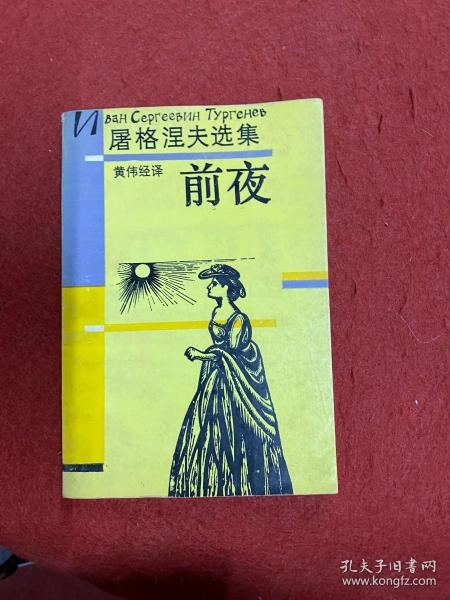 Иван Сергеевич Тургенев
屠格涅夫选集
黄伟经译
前夜
孔夫子旧书网
www.kongfz.com